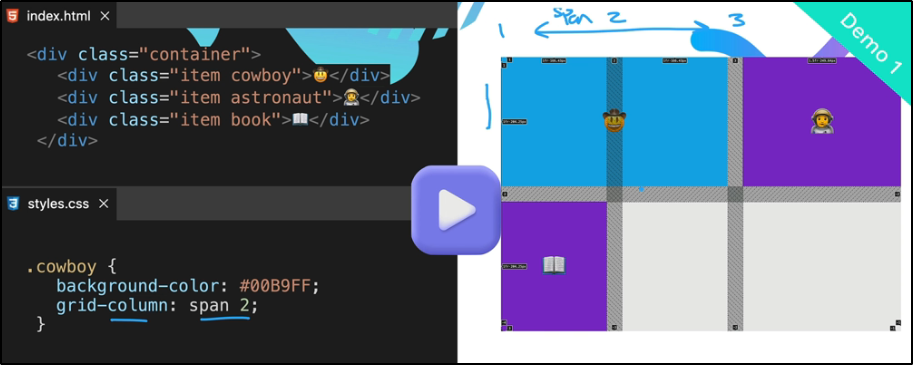 index.html
<div class="container">
<div class="item cowboy">🤠</div>
<div class="item astronaut">👩‍🚀</div>
<div class="item book">📖</div>
</div>
styles.css
.cowboy {
background-color: #00B9FF;
grid-column: span 2;
}
1 span 2 3
1
Demo 1